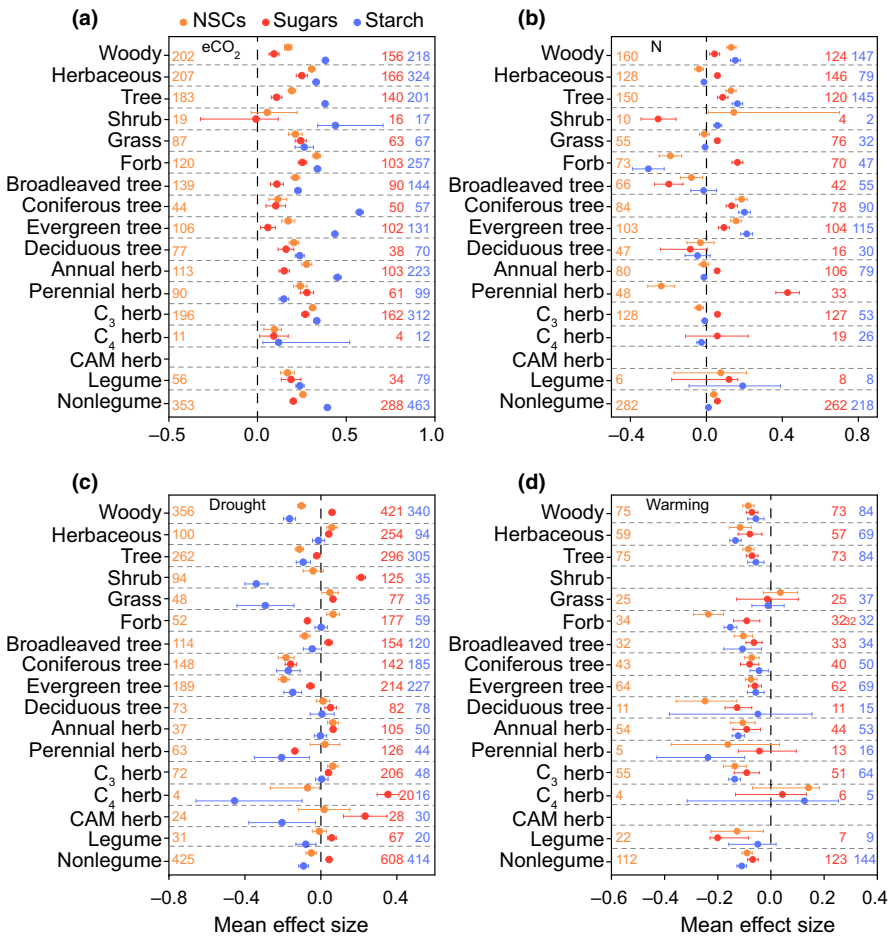 NSCs Sugars Starch
(a)
eCO2
Woody 202 156 218
Herbaceous 207 166 324
Tree 183 140 201
Shrub 19 16 17
Grass 87 63 67
Forb 120 103 257
Broadleaved tree 139 90 144
Coniferous tree 44 50 57
Evergreen tree 106 102 131
Deciduous tree 77 38 70
Annual herb 113 103 223
Perennial herb 90 61 99
C3 herb 196 162 312
C4 herb 11 4 12
CAM herb
Legume 56 34 79
Nonlegume 353 288 463
−0.5 0.0 0.5 1.0
(b)
N
Woody 160 124 147
Herbaceous 128 146 79
Tree 150 120 145
Shrub 10 4 2
Grass 55 76 32
Forb 73 70 47
Broadleaved tree 66 42 55
Coniferous tree 84 78 90
Evergreen tree 103 104 115
Deciduous tree 47 16 30
Annual herb 80 106 79
Perennial herb 48 33
C3 herb 128 127 53
C4 herb 19 26
CAM herb
Legume 6 8 8
Nonlegume 282 262 218
−0.4 0.0 0.4 0.8
(c)
Drought
Woody 356 421 340
Herbaceous 100 254 94
Tree 262 296 305
Shrub 94 125 35
Grass 48 77 35
Forb 52 177 59
Broadleaved tree 114 154 120
Coniferous tree 148 142 185
Evergreen tree 189 214 227
Deciduous tree 73 82 78
Annual herb 37 105 50
Perennial herb 63 126 44
C3 herb 72 206 48
C4 herb 4 20 16
CAM herb 24 28 30
Legume 31 67 20
Nonlegume 425 608 414
−0.8 −0.4 0.0 0.4
Mean effect size
(d)
Warming
Woody 75 73 84
Herbaceous 59 57 69
Tree 75 73 84
Shrub
Grass 25 25 37
Forb 34 32 32 32
Broadleaved tree 32 33 34
Coniferous tree 43 40 50
Evergreen tree 64 62 69
Deciduous tree 11 11 15
Annual herb 54 44 53
Perennial herb 5 13 16
C3 herb 55 51 64
C4 herb 4 6 5
CAM herb
Legume 22 7 9
Nonlegume 112 123 144
−0.6 −0.4 −0.2 0.0 0.2 0.4
Mean effect size